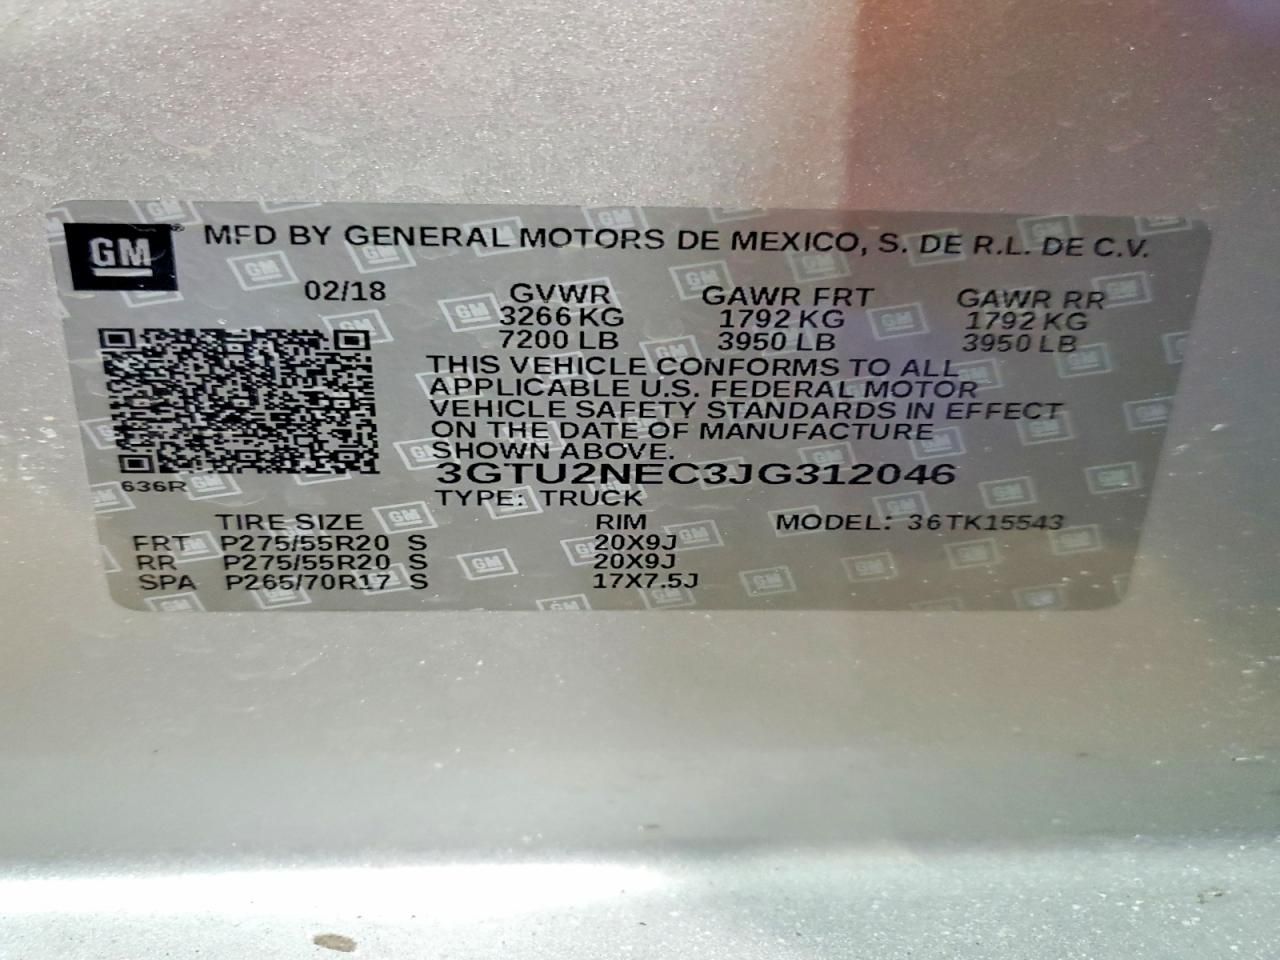 GM
MFD BY GENERAL MOTORS DE MEXICO, S. DE R.L. DE C.V.
02/18 GVWR GAWR FRT GAWR RR
3266 KG 1792 KG 1792 KG
7200 LB 3950 LB 3950 LB
THIS VEHICLE CONFORMS TO ALL
APPLICABLE U.S. FEDERAL MOTOR
VEHICLE SAFETY STANDARDS IN EFFECT
ON THE DATE OF MANUFACTURE
SHOWN ABOVE.
3GTU2NEC3JG312046
636R
TYPE: TRUCK
TIRE SIZE RIM MODEL: 36TK15543
FRT P275/55R20 S 20X9J
RR P275/55R20 S 20X9J
SPA P265/70R17 S 17X7.5J